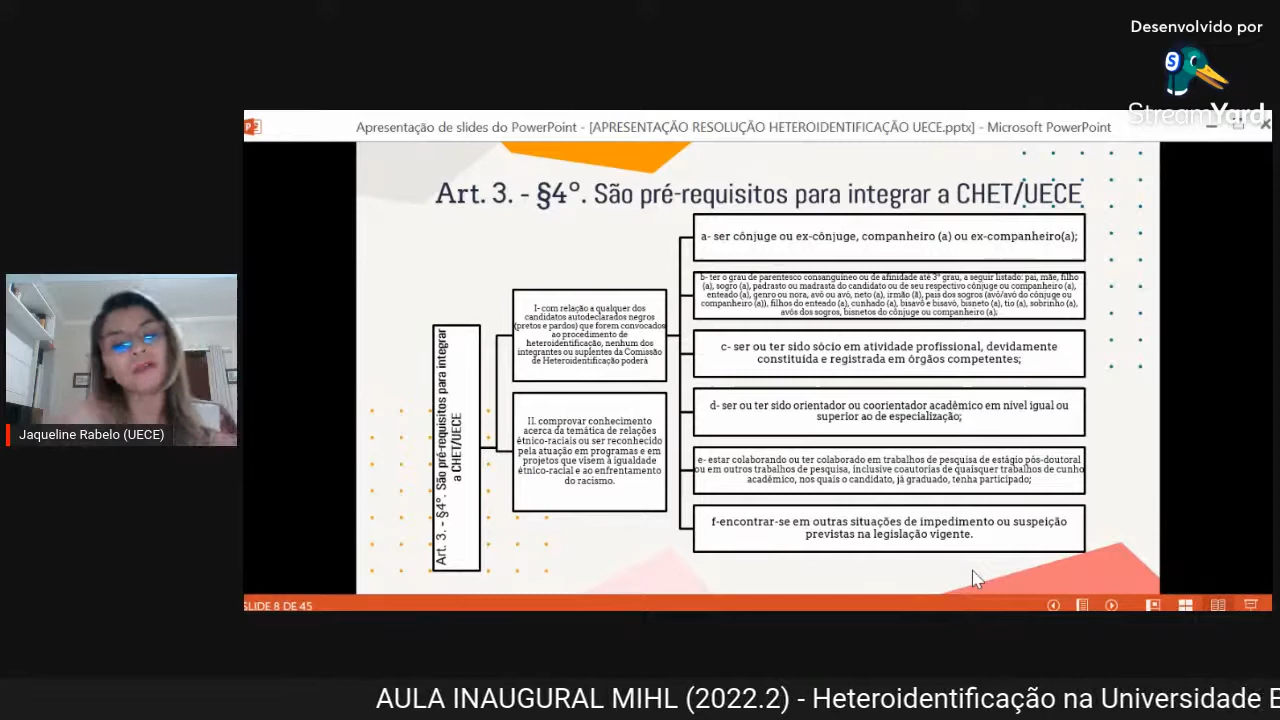 Desenvolvido por
StreamYard
Apresentação de slides do PowerPoint - [APRESENTAÇÃO RESOLUÇÃO HETEROIDENTIFICAÇÃO UECE.pptx] - Microsoft PowerPoint
Art. 3. - §4°. São pré-requisitos para integrar a CHET/UECE
Art. 3. - §4°. São pré-requisitos para integrar
a CHET/UECE
I- com relação a qualquer dos
candidatos autodeclarados negros
(pretos e pardos) que forem convocados
ao procedimento de
heteroidentificação, nenhum dos
integrantes ou suplentes da Comissão
de Heteroidentificação poderá
II. comprovar conhecimento
acerca da temática de relações
étnico-raciais ou ser reconhecido
pela atuação em programas e em
projetos que visem à igualdade
étnico-racial e ao enfrentamento
do racismo.
a- ser cônjuge ou ex-cônjuge, companheiro (a) ou ex-companheiro(a);
b- ter o grau de parentesco consanguíneo ou de afinidade até 3° grau, a seguir listado: pai, mãe, filho
(a), sogro (a), padrasto ou madrasta do candidato ou de seu respectivo cônjuge ou companheiro (a),
enteado (a), genro ou nora, avô ou avó, neto (a), irmão (ã), pais dos sogros (avô/avó do cônjuge ou
companheiro (a)), filhos do enteado (a), cunhado (a), bisavô e bisavó, bisneto (a), tio (a), sobrinho (a),
avós dos sogros, bisnetos do cônjuge ou companheiro (a);
c- ser ou ter sido sócio em atividade profissional, devidamente
constituída e registrada em órgãos competentes;
d- ser ou ter sido orientador ou coorientador acadêmico em nível igual ou
superior ao de especialização;
e- estar colaborando ou ter colaborado em trabalhos de pesquisa de estágio pós-doutoral
ou em outros trabalhos de pesquisa, inclusive coautorias de quaisquer trabalhos de cunho
acadêmico, nos quais o candidato, já graduado, tenha participado;
f-encontrar-se em outras situações de impedimento ou suspeição
previstas na legislação vigente.
Jaqueline Rabelo (UECE)
SLIDE 8 DE 45
AULA INAUGURAL MIHL (2022.2) - Heteroidentificação na Universidade E